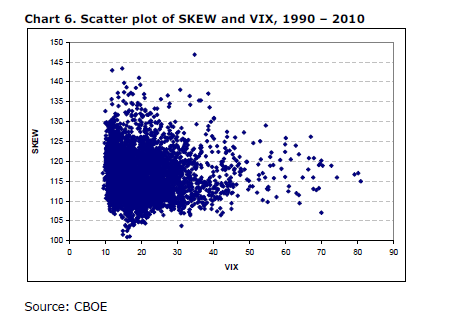 Chart 6. Scatter plot of SKEW and VIX, 1990 – 2010
150
145
140
135
130
125
120
115
110
105
100
SKEW
0 10 20 30 40 50 60 70 80 90
VIX
Source: CBOE